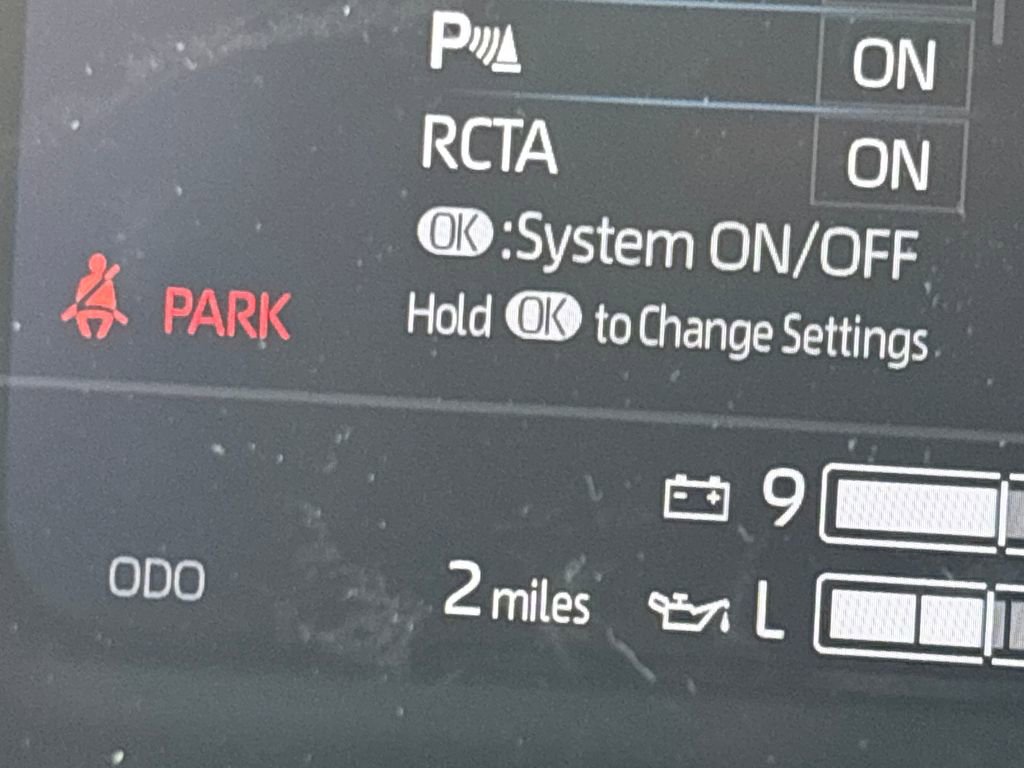 P ON
RCTA ON
OK :System ON/OFF
Hold OK to Change Settings
PARK
9
ODO 2 miles L